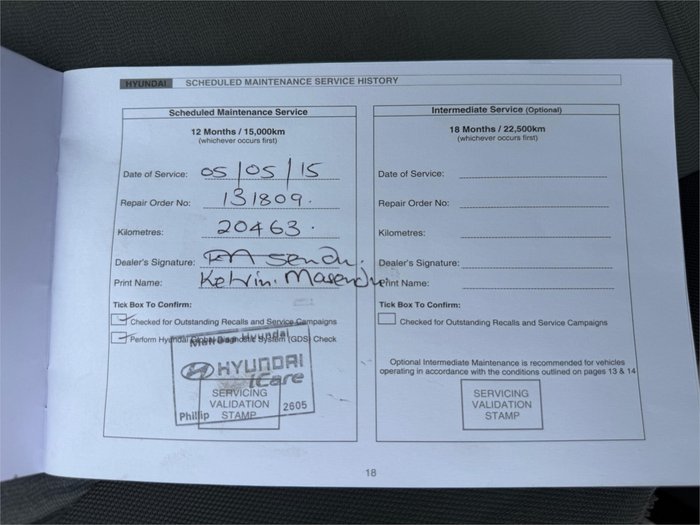 HYUNDAI SCHEDULED MAINTENANCE SERVICE HISTORY
Scheduled Maintenance Service
12 Months / 15,000km
(whichever occurs first)
Date of Service: 05/05/15
Repair Order No: 131809.
Kilometres: 20463.
Dealer's Signature:
Print Name: Kelvin. Masendu
Tick Box To Confirm:
Checked for Outstanding Recalls and Service Campaigns
Perform Hyundai Global Diagnostic System (GDS) Check
Hyundai
HYUNDAI
iCare
SERVICING
VALIDATION
STAMP
Phillip 2605
Intermediate Service (Optional)
18 Months / 22,500km
(whichever occurs first)
Date of Service:
Repair Order No:
Kilometres:
Dealer's Signature:
Print Name:
Tick Box To Confirm:
Checked for Outstanding Recalls and Service Campaigns
Optional Intermediate Maintenance is recommended for vehicles
operating in accordance with the conditions outlined on pages 13 & 14
SERVICING
VALIDATION
STAMP
18